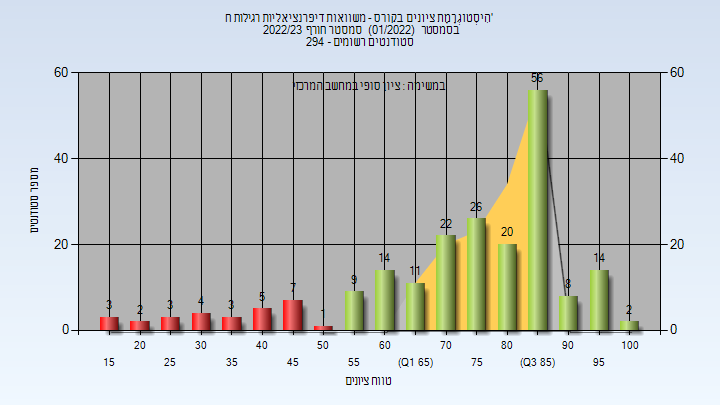 היסטוגרמת ציונים בקורס - משוואות דיפרנציאליות רגילות ח'
בסמסטר (01/2022) סמסטר חורף 2022/23
סטודנטים רשומים - 294
במשימה : ציון סופי במחשב המרכזי
60 60
40 40
20 20
0 0
מספר סטודנטים
3 2 3 4 3 5 7 1 9 14 11 22 26 20 56 8 14 2
20 30 40 50 60 70 80 90 100
15 25 35 45 55 (Q1 65) 75 (Q3 85) 95
טווח ציונים